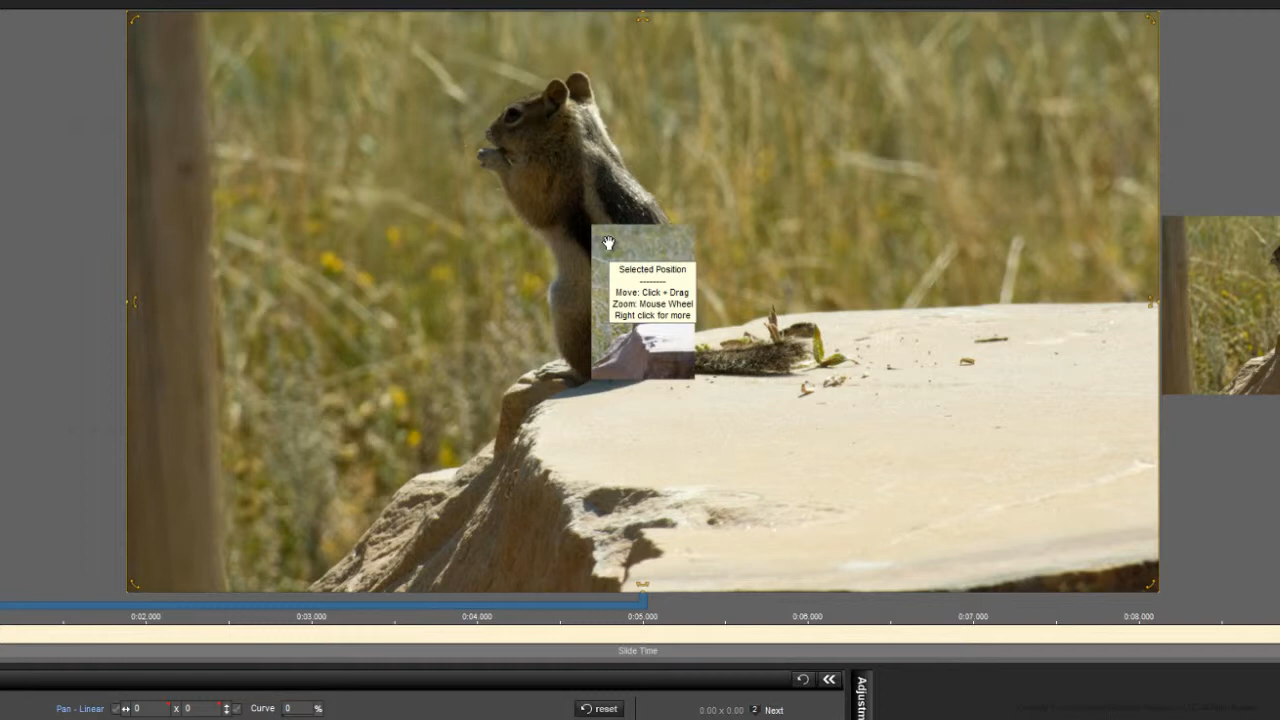 Selected Position
--------
Move: Click + Drag
Zoom: Mouse Wheel
Right click for more
0:02.000 0:03.000 0:04.000 0:05.000 0:06.000 0:07.000 0:08.000
Slide Time
Pan - Linear 0 x 0 Curve 0 % reset 0.00 x 0.00 2 Next
Adjustm